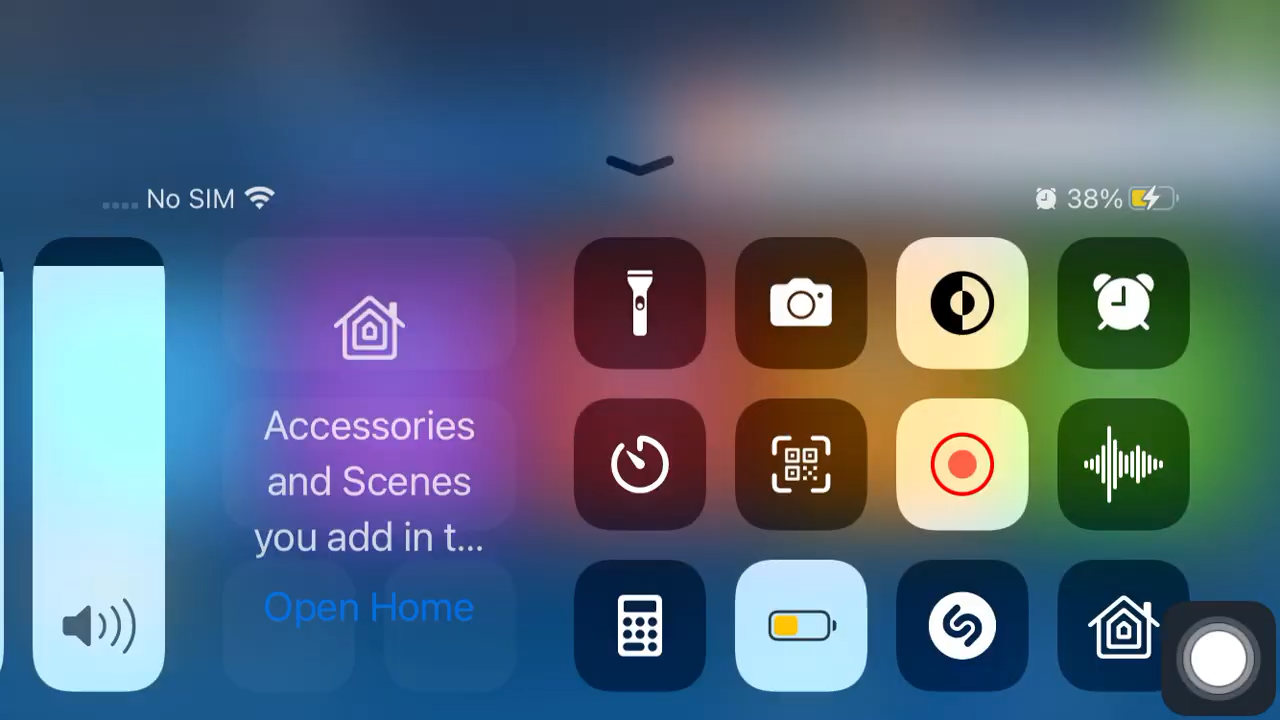 No SIM
38%
Accessories
and Scenes
you add in t...
Open Home